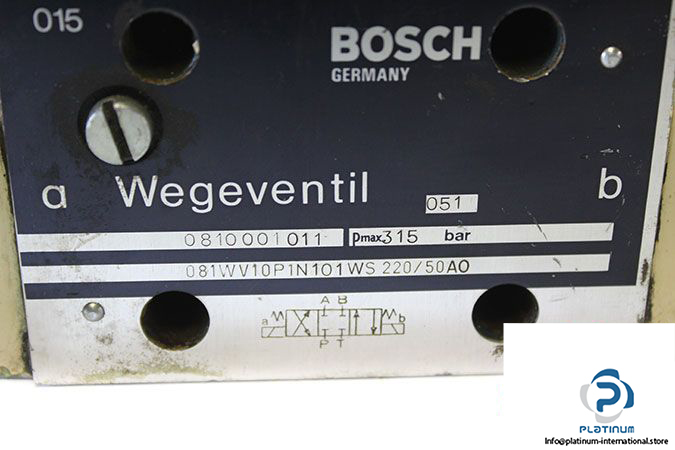 015
BOSCH
GERMANY
a Wegeventil b
051
0810001011 pmax315 bar
081WV10P1N101WS 220/50A0
A B
a b
P T
P
PLATINUM
Info@platinum-international.store